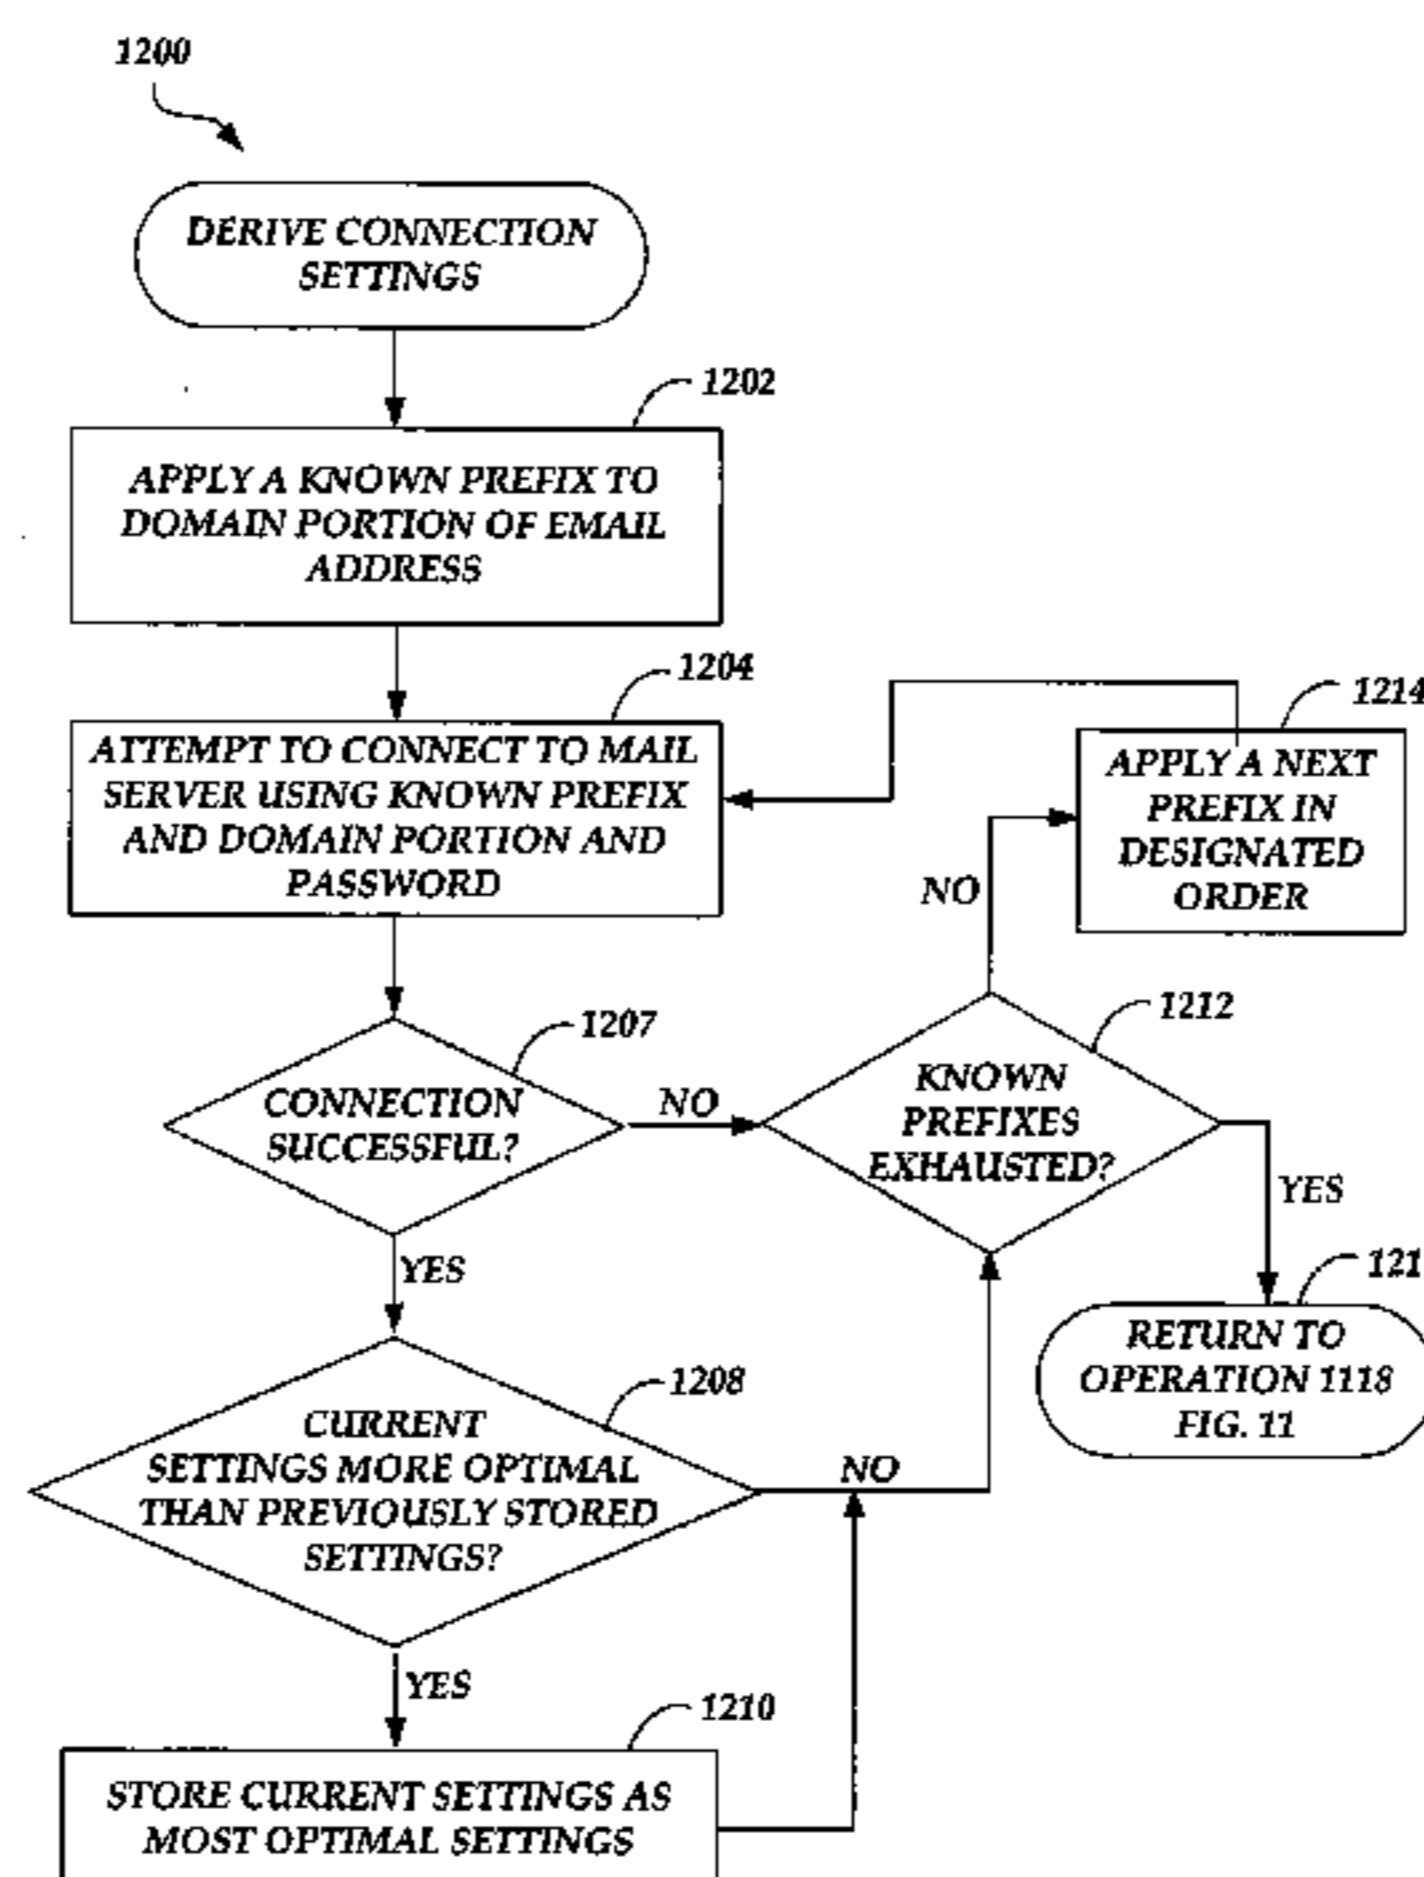 1200
DERIVE CONNECTION
SETTINGS
1202
APPLY A KNOWN PREFIX TO
DOMAIN PORTION OF EMAIL
ADDRESS
1204
ATTEMPT TO CONNECT TO MAIL
SERVER USING KNOWN PREFIX
AND DOMAIN PORTION AND
PASSWORD
1214
APPLY A NEXT
PREFIX IN
DESIGNATED
ORDER
NO
1207
CONNECTION
SUCCESSFUL?
NO
1212
KNOWN
PREFIXES
EXHAUSTED?
YES
YES
121
RETURN TO
OPERATION 1118
FIG. 11
1208
CURRENT
SETTINGS MORE OPTIMAL
THAN PREVIOUSLY STORED
SETTINGS?
NO
YES
1210
STORE CURRENT SETTINGS AS
MOST OPTIMAL SETTINGS